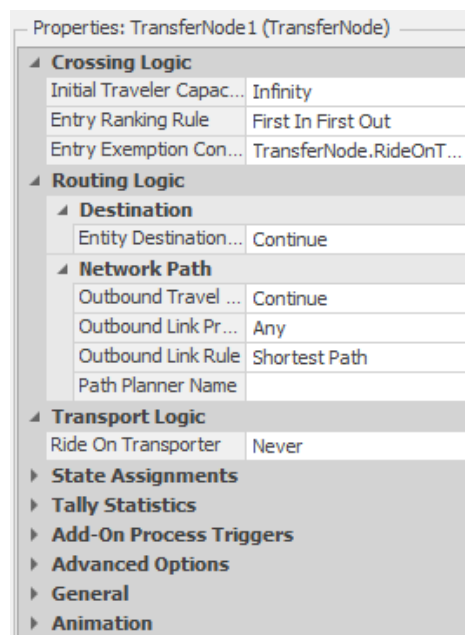 Properties: TransferNode1 (TransferNode)
Crossing Logic
Initial Traveler Capac... Infinity
Entry Ranking Rule First In First Out
Entry Exemption Con... TransferNode.RideOnT...
Routing Logic
Destination
Entity Destination... Continue
Network Path
Outbound Travel ... Continue
Outbound Link Pr... Any
Outbound Link Rule Shortest Path
Path Planner Name
Transport Logic
Ride On Transporter Never
State Assignments
Tally Statistics
Add-On Process Triggers
Advanced Options
General
Animation